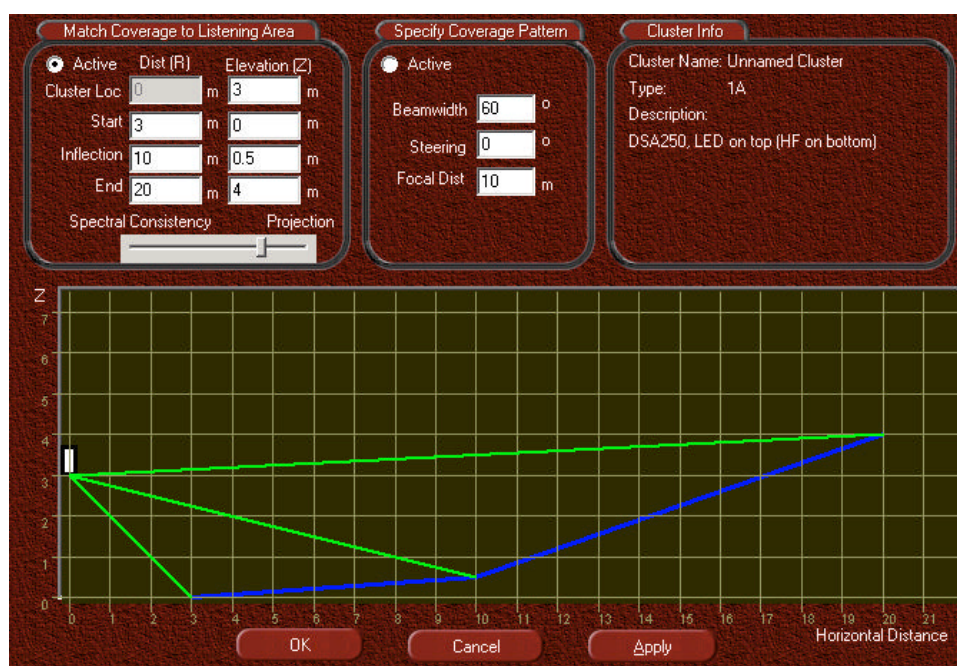 Match Coverage to Listening Area
Active Dist (R) Elevation (Z)
Cluster Loc 0 m 3 m
Start 3 m 0 m
Inflection 10 m 0.5 m
End 20 m 4 m
Spectral Consistency Projection
Specify Coverage Pattern
Active
Beamwidth 60 o
Steering 0 o
Focal Dist 10 m
Cluster Info
Cluster Name: Unnamed Cluster
Type: 1A
Description:
DSA250, LED on top (HF on bottom)
Z
7
6
5
4
3
2
1
0
0 1 2 3 4 5 6 7 8 9 10 11 12 13 14 15 16 17 18 19 20 21
Horizontal Distance
OK Cancel Apply